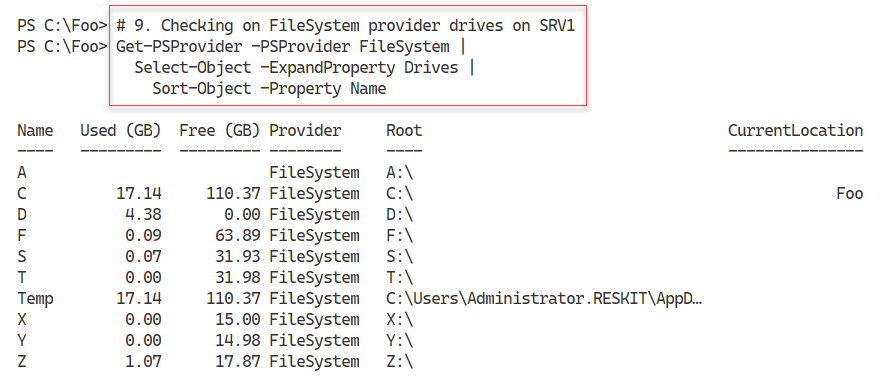 PS C:\Foo> # 9. Checking on FileSystem provider drives on SRV1
PS C:\Foo> Get-PSProvider -PSProvider FileSystem |
Select-Object -ExpandProperty Drives |
Sort-Object -Property Name
Name Used (GB) Free (GB) Provider Root CurrentLocation
---- --------- --------- -------- ---- ---------------
A FileSystem A:\
C 17.14 110.37 FileSystem C:\ Foo
D 4.38 0.00 FileSystem D:\
F 0.09 63.89 FileSystem F:\
S 0.07 31.93 FileSystem S:\
T 0.00 31.98 FileSystem T:\
Temp 17.14 110.37 FileSystem C:\Users\Administrator.RESKIT\AppD…
X 0.00 15.00 FileSystem X:\
Y 0.00 14.98 FileSystem Y:\
Z 1.07 17.87 FileSystem Z:\